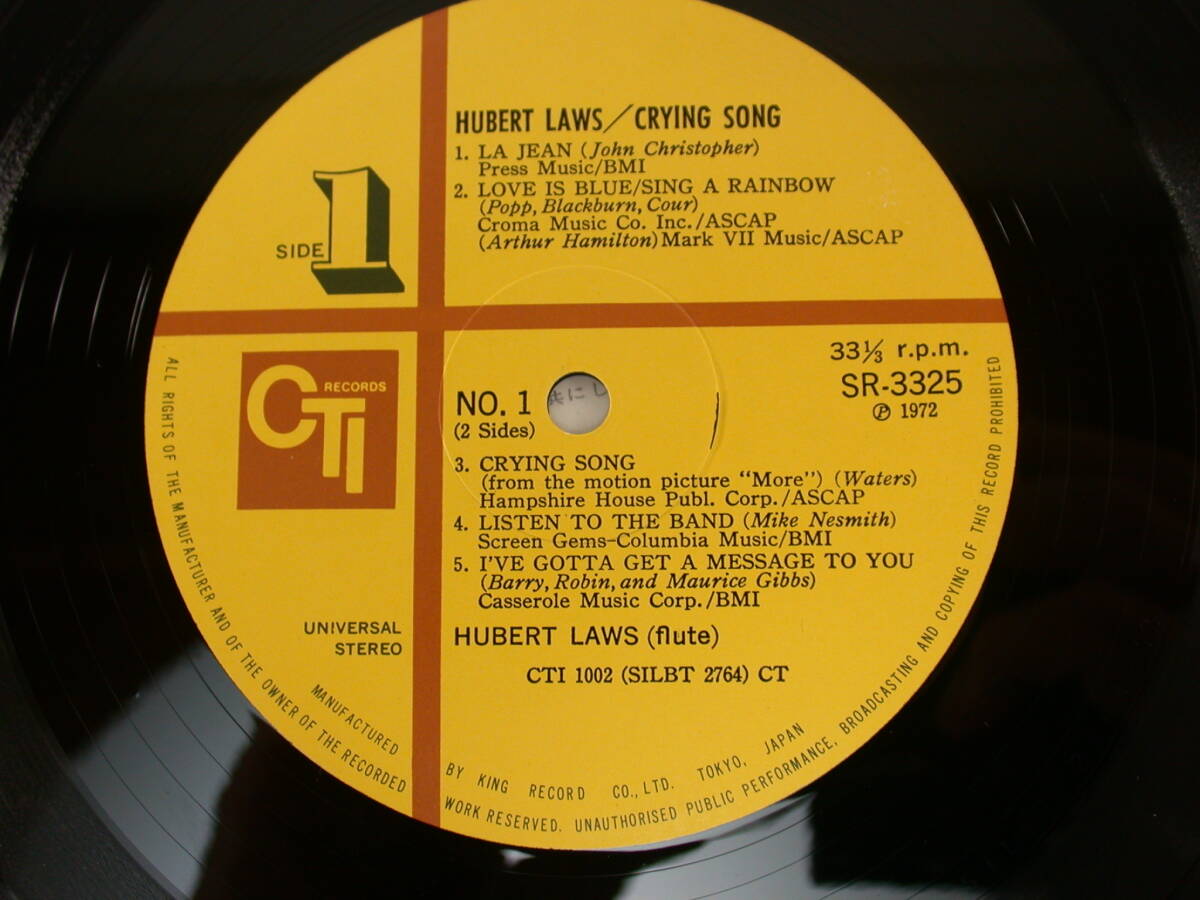 HUBERT LAWS/CRYING SONG
1. LA JEAN (John Christopher)
Press Music/BMI
2. LOVE IS BLUE/SING A RAINBOW
(Popp, Blackburn, Cour)
Croma Music Co. Inc./ASCAP
(Arthur Hamilton) Mark VII Music/ASCAP
SIDE 1
CTI RECORDS
33⅓ r.p.m.
SR-3325
℗ 1972
NO. 1
(2 Sides)
共にし
3. CRYING SONG
(from the motion picture "More") (Waters)
Hampshire House Publ. Corp./ASCAP
4. LISTEN TO THE BAND (Mike Nesmith)
Screen Gems-Columbia Music/BMI
5. I'VE GOTTA GET A MESSAGE TO YOU
(Barry, Robin, and Maurice Gibbs)
Casserole Music Corp./BMI
HUBERT LAWS (flute)
CTI 1002 (SILBT 2764) CT
UNIVERSAL
STEREO
MANUFACTURED BY KING RECORD CO., LTD. TOKYO, JAPAN
ALL RIGHTS OF THE MANUFACTURER AND OF THE OWNER OF THE RECORDED WORK RESERVED. UNAUTHORISED PUBLIC PERFORMANCE, BROADCASTING AND COPYING OF THIS RECORD PROHIBITED